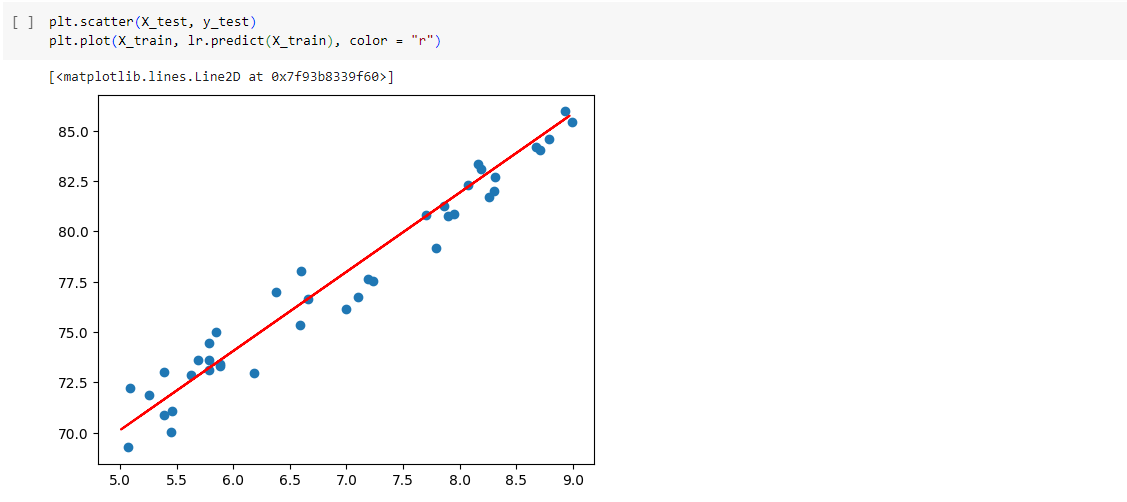 [ ] plt.scatter(X_test, y_test)
plt.plot(X_train, lr.predict(X_train), color = "r")
[<matplotlib.lines.Line2D at 0x7f93b8339f60>]
85.0
82.5
80.0
77.5
75.0
72.5
70.0
5.0 5.5 6.0 6.5 7.0 7.5 8.0 8.5 9.0